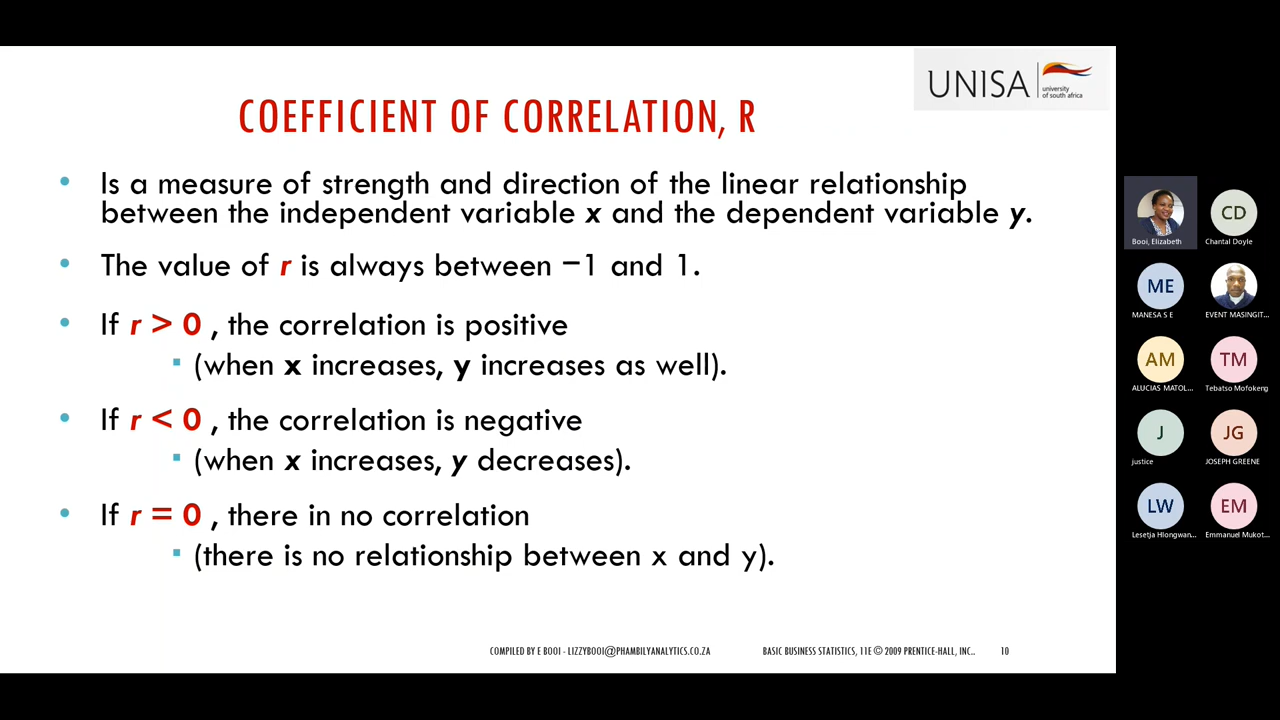 UNISA
university
of south africa
COEFFICIENT OF CORRELATION, R
• Is a measure of strength and direction of the linear relationship
between the independent variable x and the dependent variable y.
• The value of r is always between −1 and 1.
• If r > 0 , the correlation is positive
▪ (when x increases, y increases as well).
• If r < 0 , the correlation is negative
▪ (when x increases, y decreases).
• If r = 0 , there in no correlation
▪ (there is no relationship between x and y).
COMPILED BY E BOOI - LIZZYBOOI@PHAMBILYANALYTICS.CO.ZA
BASIC BUSINESS STATISTICS, 11E © 2009 PRENTICE-HALL, INC..
10
Booi, Elizabeth
CD
Chantal Doyle
ME
MANESA S E
EVENT MASINGIT...
AM
ALUCIAS MATOL...
TM
Tebatso Mofokeng
J
justice
JG
JOSEPH GREENE
LW
Lesetja Hlongwan...
EM
Emmanuel Mukot...